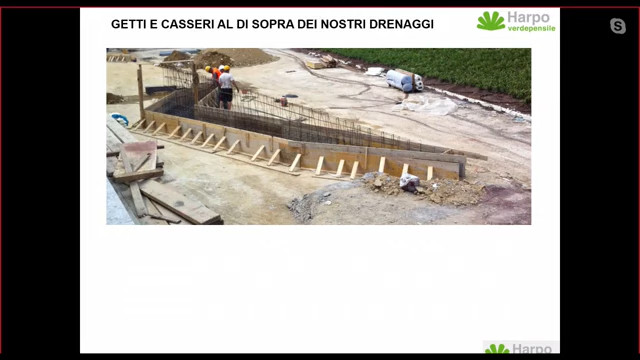 GETTI E CASSERI AL DI SOPRA DEI NOSTRI DRENAGGI
Harpo
verdepensile
Harpo